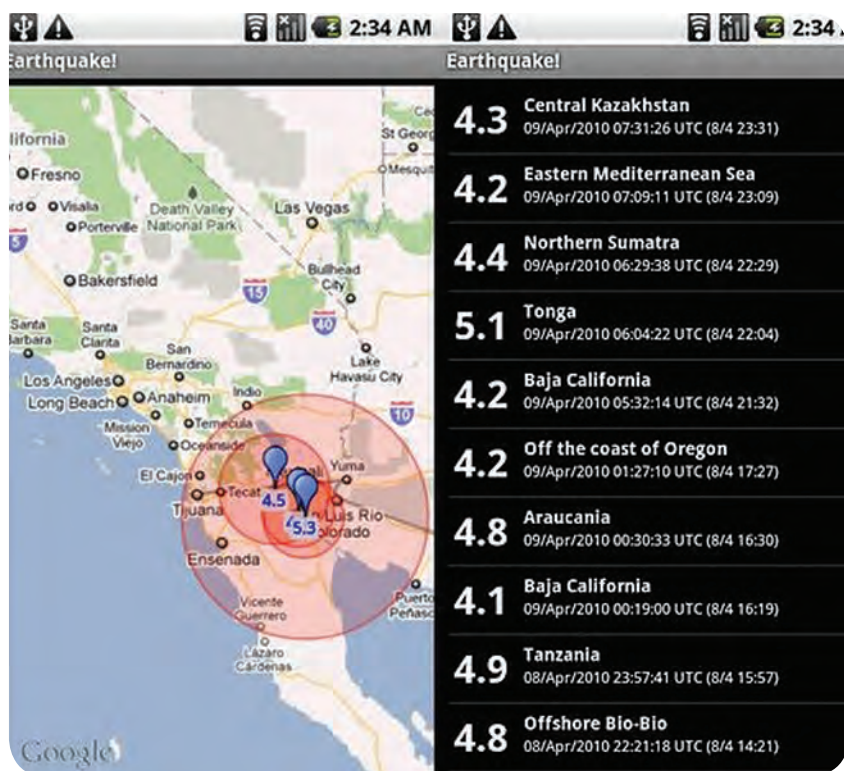 2:34 AM
Earthquake!
lifornia
St Georg
Fresno
Mesquit
Visalia
Death Valley
National Park
Las Vegas
Porterville
5
Bakersfield
Bullhead
City
15
40
Santa
arbara
Santa
Clarita
San
Bernardino
Lake
Havasu City
Los Angeles
Long Beach
Anaheim
Indio
10
Mission
Viejo
Temecula
Oceanside
El Cajon
Yuma
Tecat
Tijuana
4.5
5.3
Luis Rio
olorado
Ensenada
Vicente
Guerrero
Puerto
Peñasc
Lázaro
Cárdenas
Google
2:34
Earthquake!
4.3 Central Kazakhstan
09/Apr/2010 07:31:26 UTC (8/4 23:31)
4.2 Eastern Mediterranean Sea
09/Apr/2010 07:09:11 UTC (8/4 23:09)
4.4 Northern Sumatra
09/Apr/2010 06:29:38 UTC (8/4 22:29)
5.1 Tonga
09/Apr/2010 06:04:22 UTC (8/4 22:04)
4.2 Baja California
09/Apr/2010 05:32:14 UTC (8/4 21:32)
4.2 Off the coast of Oregon
09/Apr/2010 01:27:10 UTC (8/4 17:27)
4.8 Araucania
09/Apr/2010 00:30:33 UTC (8/4 16:30)
4.1 Baja California
09/Apr/2010 00:19:00 UTC (8/4 16:19)
4.9 Tanzania
08/Apr/2010 23:57:41 UTC (8/4 15:57)
4.8 Offshore Bio-Bio
08/Apr/2010 22:21:18 UTC (8/4 14:21)